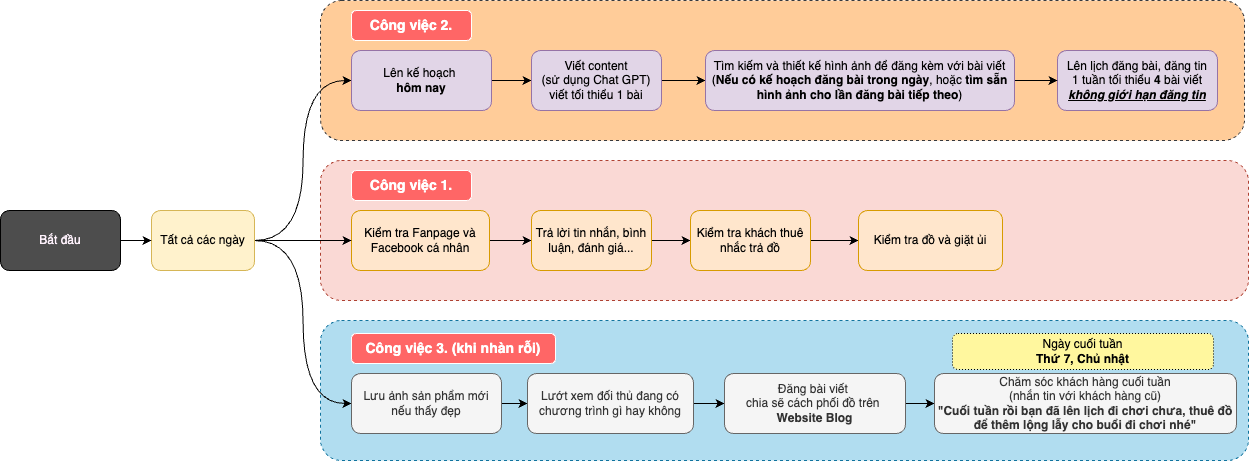 Công việc 2.
Lên kế hoạch
hôm nay
Viết content
(sử dụng Chat GPT)
viết tối thiểu 1 bài
Tìm kiếm và thiết kế hình ảnh để đăng kèm với bài viết
(Nếu có kế hoạch đăng bài trong ngày, hoặc tìm sẵn
hình ảnh cho lần đăng bài tiếp theo)
Lên lịch đăng bài, đăng tin
1 tuần tối thiểu 4 bài viết
không giới hạn đăng tin
Bắt đầu
Tất cả các ngày
Công việc 1.
Kiểm tra Fanpage và
Facebook cá nhân
Trả lời tin nhắn, bình
luận, đánh giá...
Kiểm tra khách thuê
nhắc trả đồ
Kiểm tra đồ và giặt ủi
Công việc 3. (khi nhàn rỗi)
Lưu ảnh sản phẩm mới
nếu thấy đẹp
Lướt xem đối thủ đang có
chương trình gì hay không
Đăng bài viết
chia sẽ cách phối đồ trên
Website Blog
Ngày cuối tuần
Thứ 7, Chủ nhật
Chăm sóc khách hàng cuối tuần
(nhắn tin với khách hàng cũ)
"Cuối tuần rồi bạn đã lên lịch đi chơi chưa, thuê đồ
để thêm lộng lẫy cho buổi đi chơi nhé"